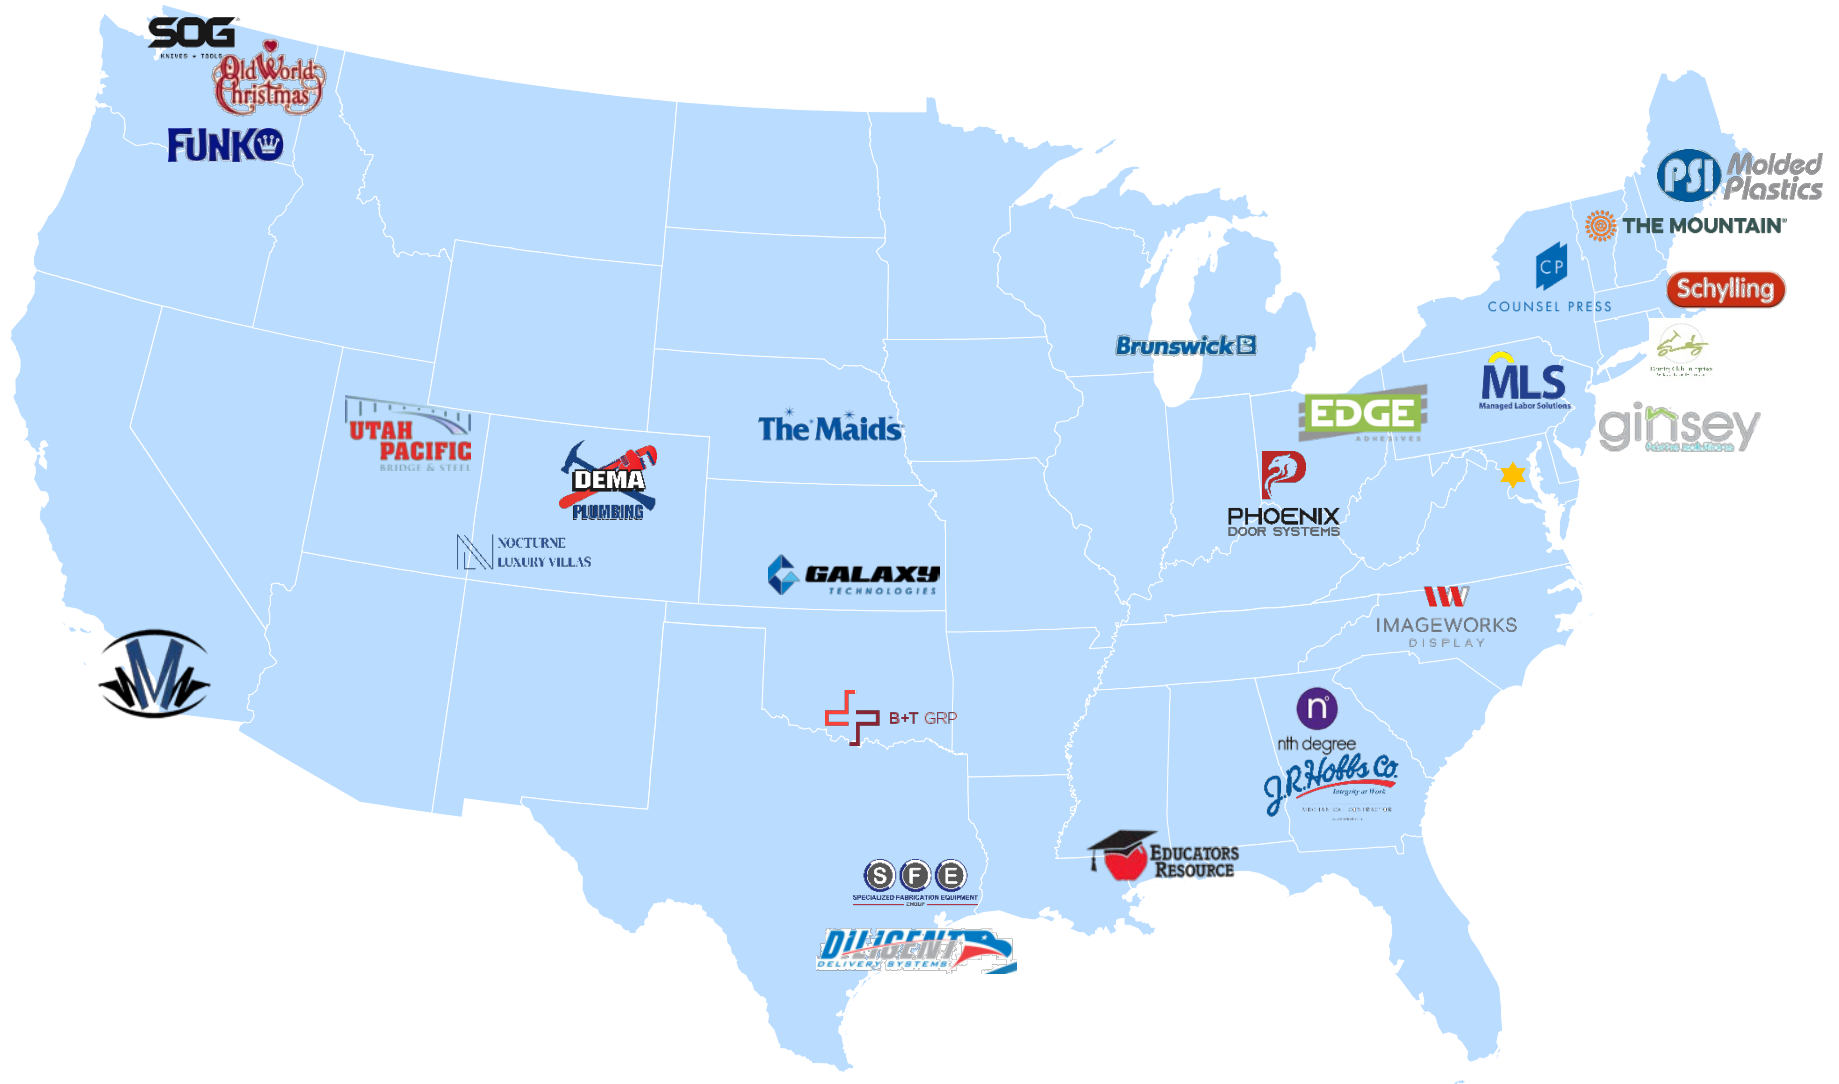 SOG®
KNIVES + TOOLS
Old World
Christmas
FUNKO
PSI Molded
Plastics
THE MOUNTAIN®
CP
COUNSEL PRESS
Schylling
Brunswick B
MLS
Managed Labor Solutions
EDGE
ADHESIVES
ginsey
UTAH
PACIFIC
BRIDGE & STEEL
The Maids
DEMA
PLUMBING
PHOENIX
DOOR SYSTEMS
NOCTURNE
LUXURY VILLAS
GALAXY
TECHNOLOGIES
IMAGEWORKS
DISPLAY
MWM
B+T GRP
n°
nth degree
J.R. Hobbs Co.
Integrity at Work
EDUCATORS
RESOURCE
S F E
SPECIALIZED FABRICATION EQUIPMENT
GROUP
DILIGENT
DELIVERY SYSTEMS